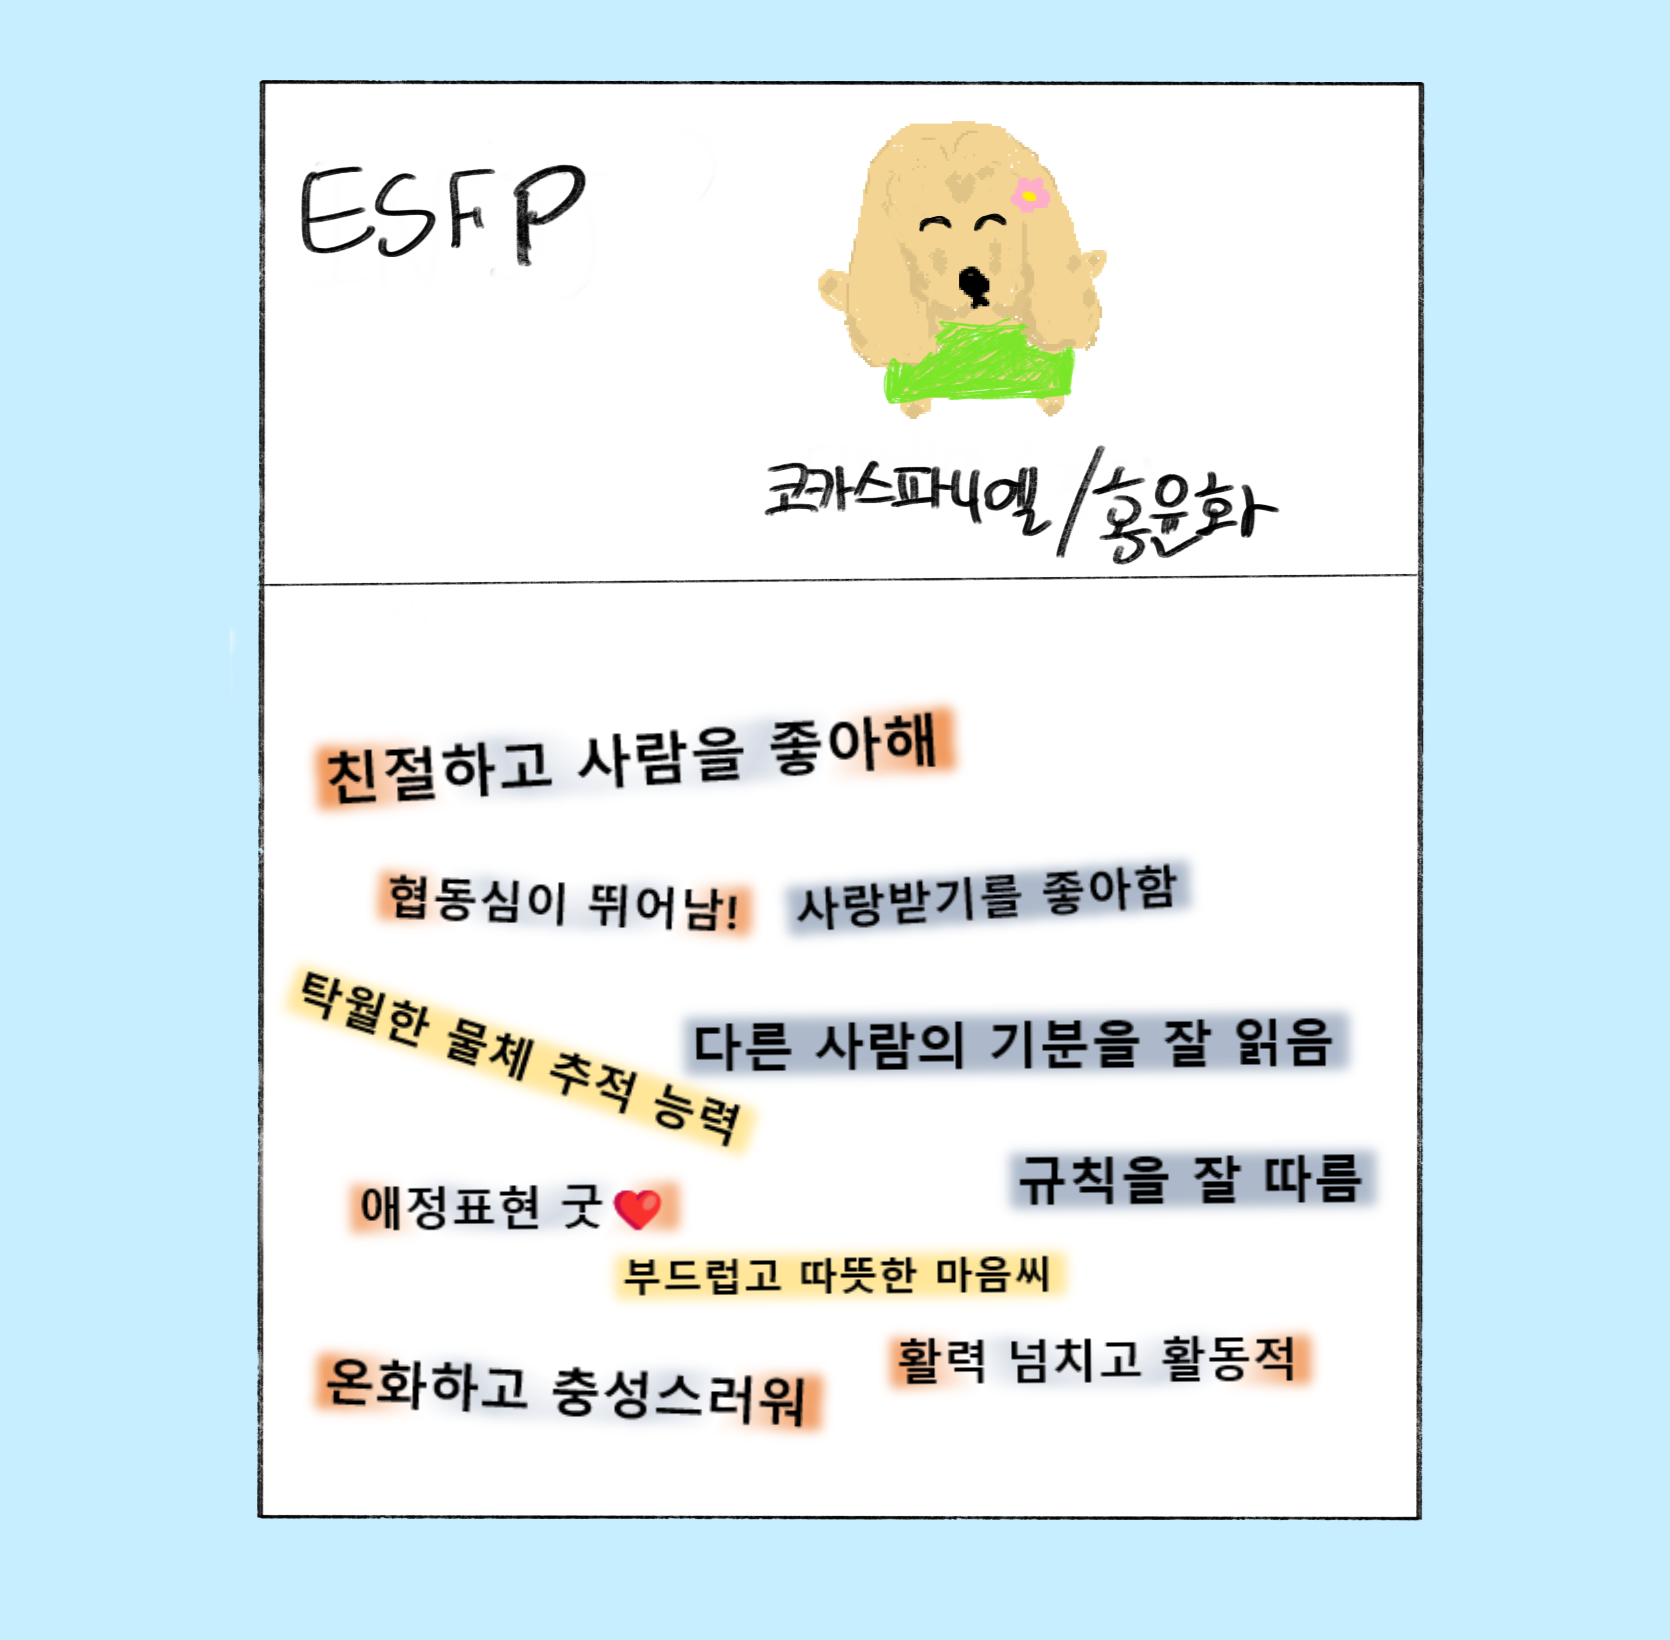 ESFP
코카스파니엘/홍윤화
친절하고 사람을 좋아해
협동심이 뛰어남!
사랑받기를 좋아함
탁월한 물체 추적 능력
다른 사람의 기분을 잘 읽음
규칙을 잘 따름
애정표현 굿❤️
부드럽고 따뜻한 마음씨
활력 넘치고 활동적
온화하고 충성스러워